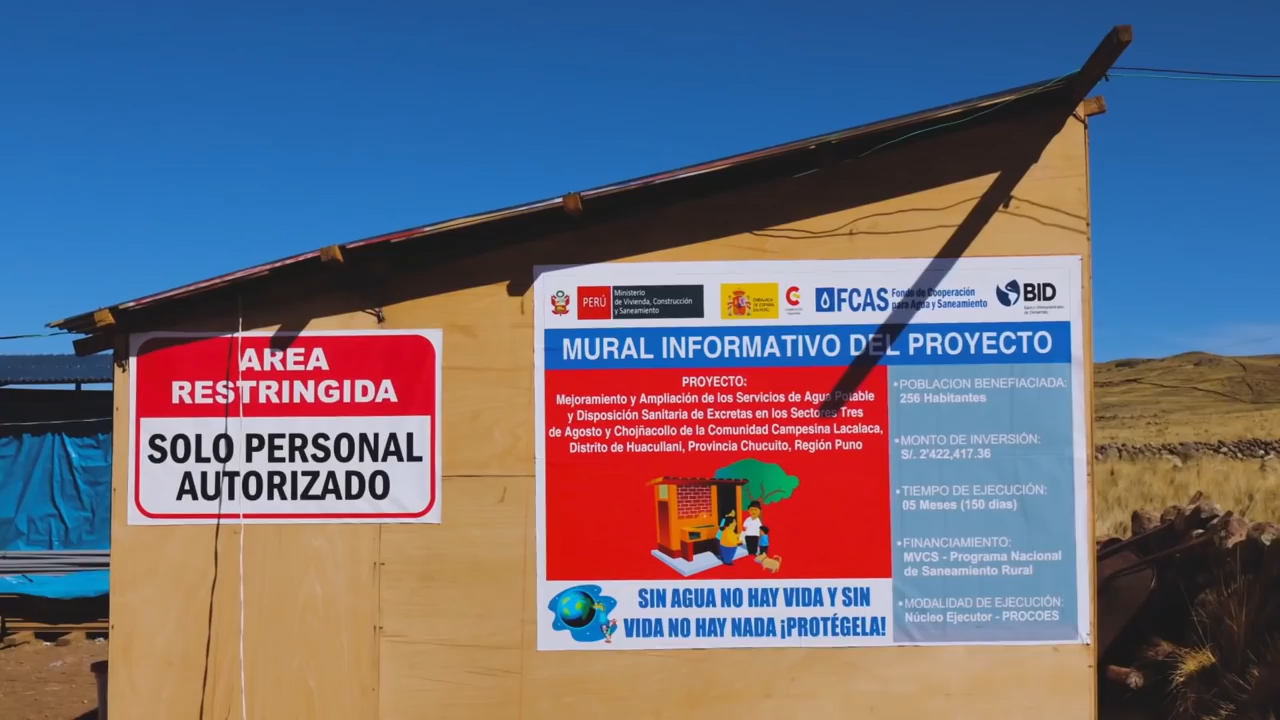 AREA
RESTRINGIDA
SOLO PERSONAL
AUTORIZADO
PERÚ
Ministerio
de Vivienda, Construcción
y Saneamiento
FCAS
Fondo de Cooperación
para Agua y Saneamiento
BID
MURAL INFORMATIVO DEL PROYECTO
PROYECTO:
Mejoramiento y Ampliación de los Servicios de Agua Potable
y Disposición Sanitaria de Excretas en los Sectores Tres
de Agosto y Chojñacollo de la Comunidad Campesina Lacalaca,
Distrito de Huacullani, Provincia Chucuito, Región Puno
SIN AGUA NO HAY VIDA Y SIN
VIDA NO HAY NADA ¡PROTÉGELA!
•POBLACION BENEFIACIADA:
256 Habitantes
•MONTO DE INVERSIÓN:
S/. 2'422,417.36
•TIEMPO DE EJECUCIÓN:
05 Meses (150 días)
•FINANCIAMIENTO:
MVCS - Programa Nacional
de Saneamiento Rural
•MODALIDAD DE EJECUCIÓN:
Núcleo Ejecutor - PROCOES